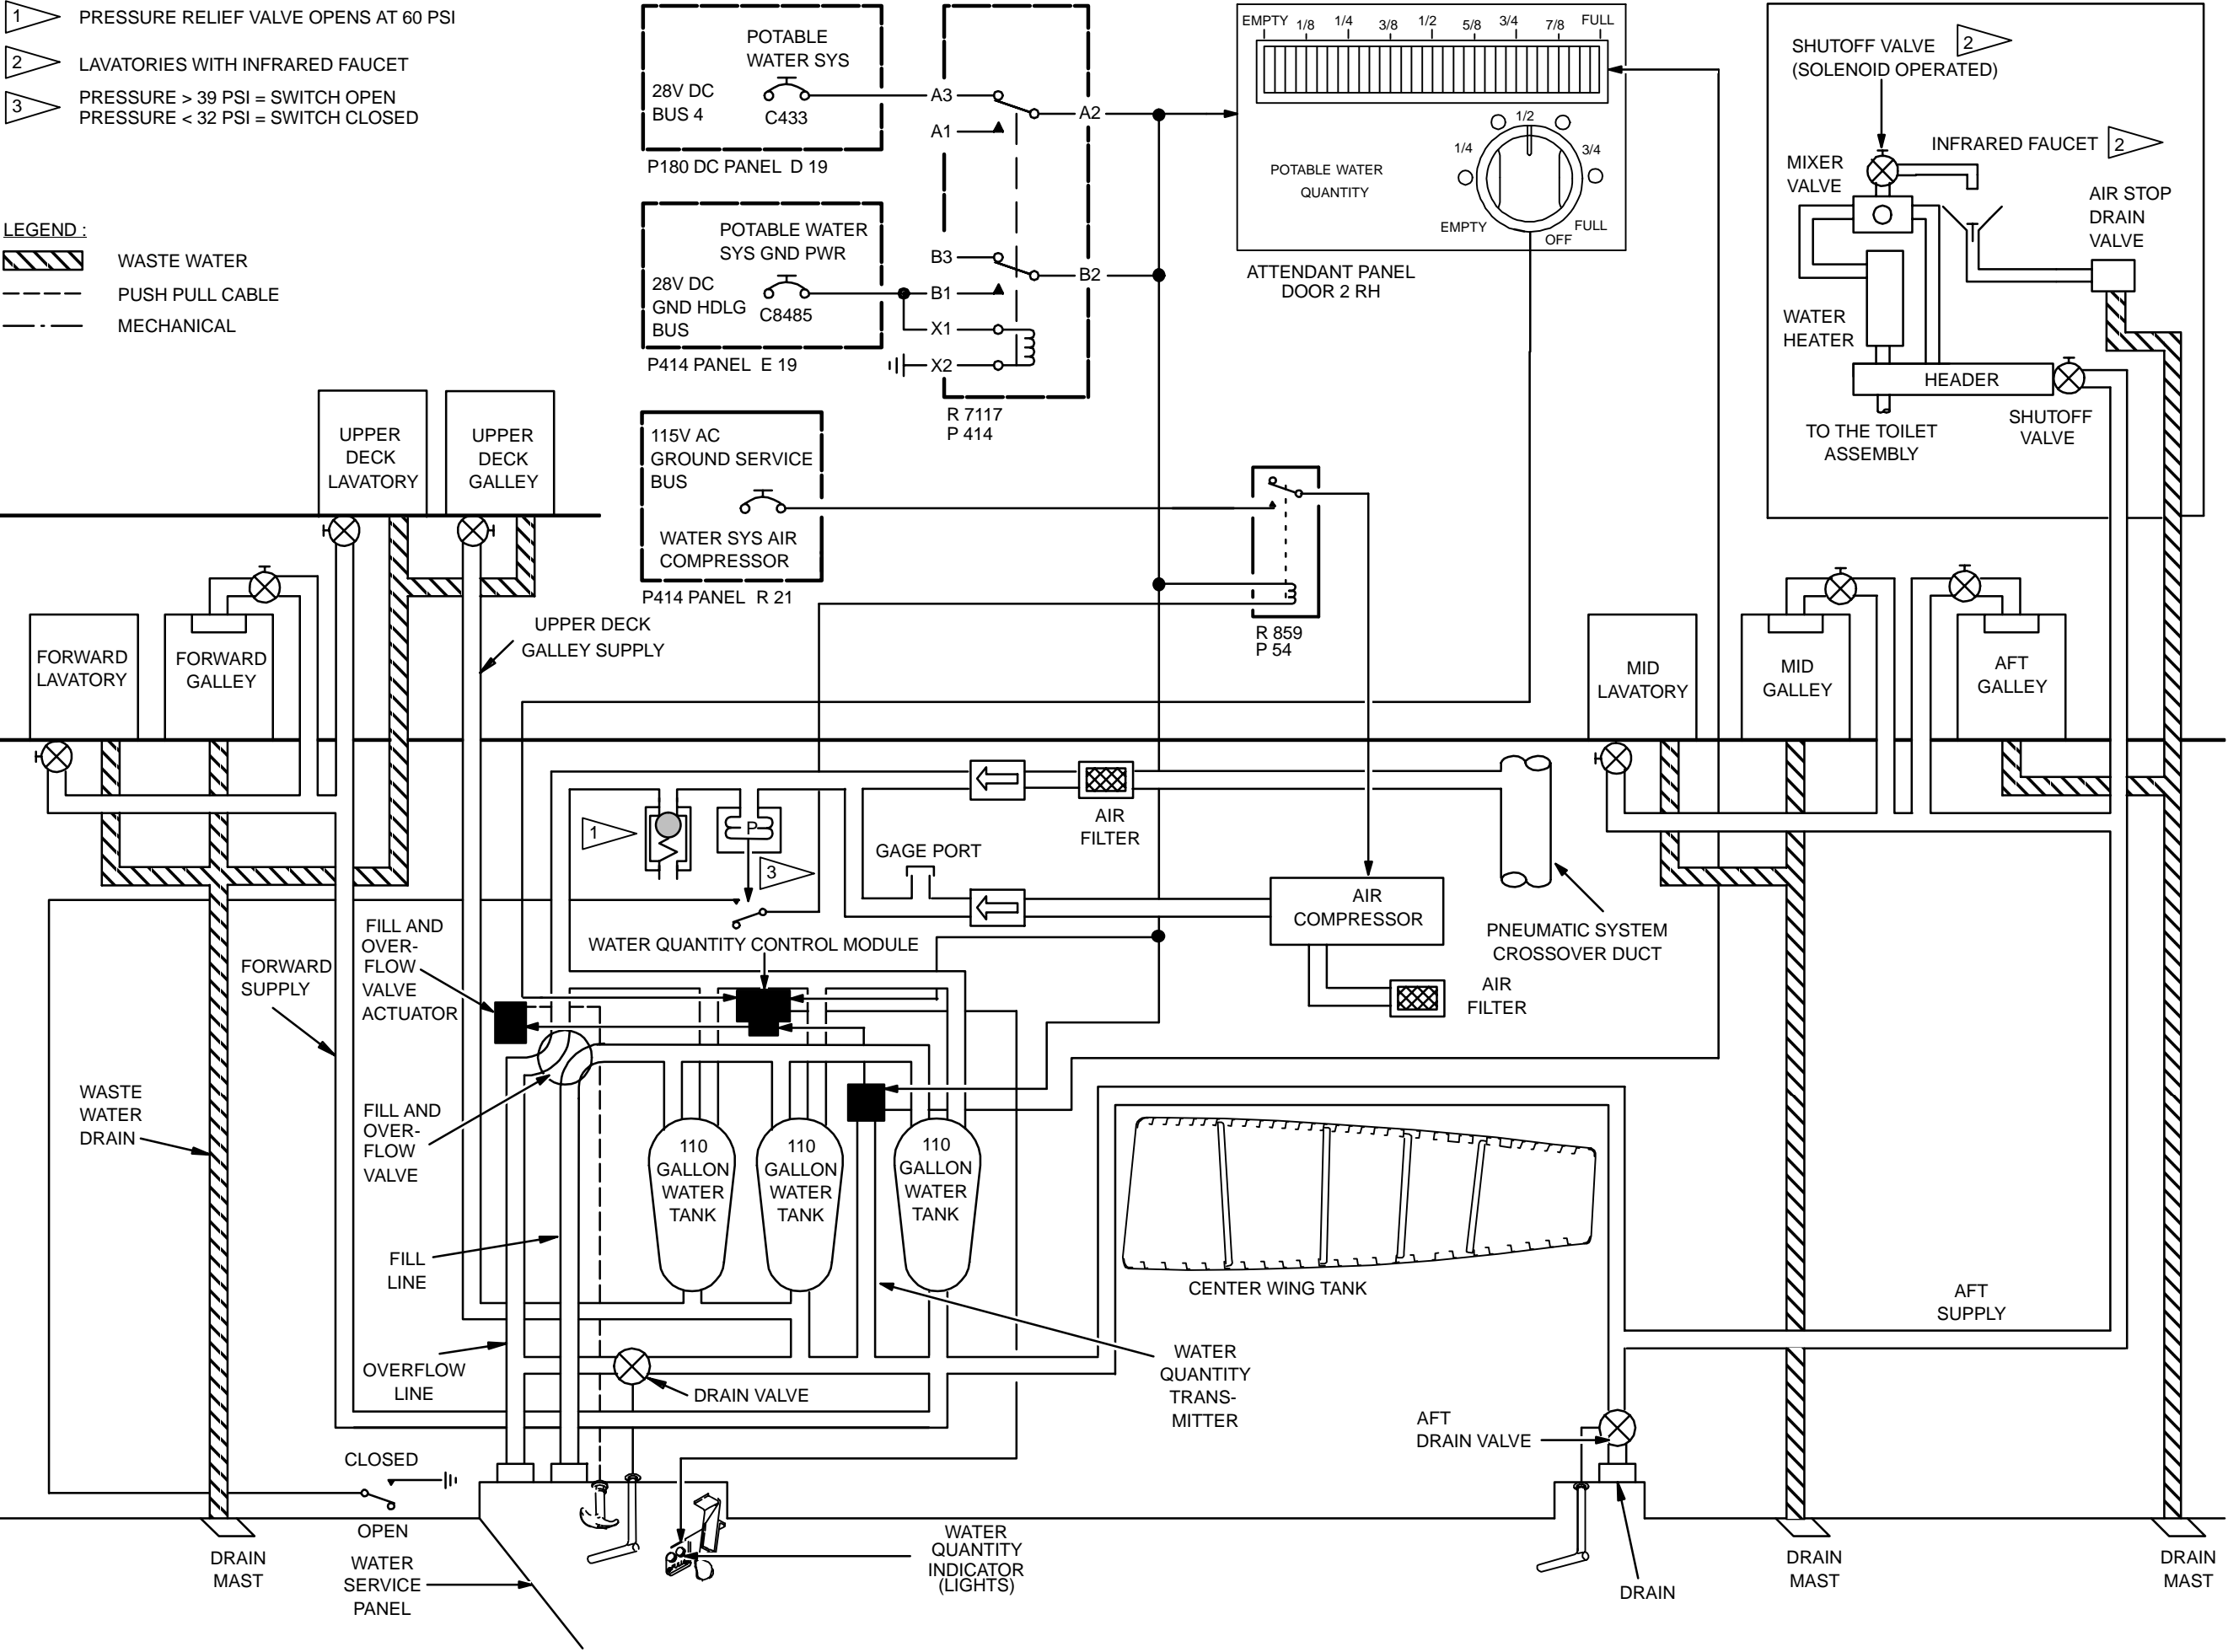 1 PRESSURE RELIEF VALVE OPENS AT 60 PSI
2 LAVATORIES WITH INFRARED FAUCET
3 PRESSURE > 39 PSI = SWITCH OPEN
PRESSURE < 32 PSI = SWITCH CLOSED
LEGEND :
WASTE WATER
PUSH PULL CABLE
MECHANICAL
POTABLE
WATER SYS
28V DC
BUS 4
C433
P180 DC PANEL D 19
POTABLE WATER
SYS GND PWR
28V DC
GND HDLG
BUS
C8485
P414 PANEL E 19
A3
A2
A1
B3
B2
B1
X1
X2
R 7117
P 414
115V AC
GROUND SERVICE
BUS
WATER SYS AIR
COMPRESSOR
P414 PANEL R 21
R 859
P 54
EMPTY 1/8 1/4 3/8 1/2 5/8 3/4 7/8 FULL
POTABLE WATER
QUANTITY
1/2
1/4
3/4
EMPTY
FULL
OFF
ATTENDANT PANEL
DOOR 2 RH
SHUTOFF VALVE 2
(SOLENOID OPERATED)
INFRARED FAUCET 2
MIXER
VALVE
AIR STOP
DRAIN
VALVE
WATER
HEATER
HEADER
TO THE TOILET
ASSEMBLY
SHUTOFF
VALVE
UPPER
DECK
LAVATORY
UPPER
DECK
GALLEY
UPPER DECK
GALLEY SUPPLY
FORWARD
LAVATORY
FORWARD
GALLEY
MID
LAVATORY
MID
GALLEY
AFT
GALLEY
1
P
3
AIR
FILTER
GAGE PORT
AIR
COMPRESSOR
PNEUMATIC SYSTEM
CROSSOVER DUCT
AIR
FILTER
WATER QUANTITY CONTROL MODULE
FILL AND
OVER-
FLOW
VALVE
ACTUATOR
FORWARD
SUPPLY
WASTE
WATER
DRAIN
FILL AND
OVER-
FLOW
VALVE
110
GALLON
WATER
TANK
110
GALLON
WATER
TANK
110
GALLON
WATER
TANK
CENTER WING TANK
FILL
LINE
OVERFLOW
LINE
DRAIN VALVE
WATER
QUANTITY
TRANS-
MITTER
AFT
SUPPLY
AFT
DRAIN VALVE
CLOSED
OPEN
WATER
SERVICE
PANEL
WATER
QUANTITY
INDICATOR
(LIGHTS)
DRAIN
MAST
DRAIN
DRAIN
MAST
DRAIN
MAST